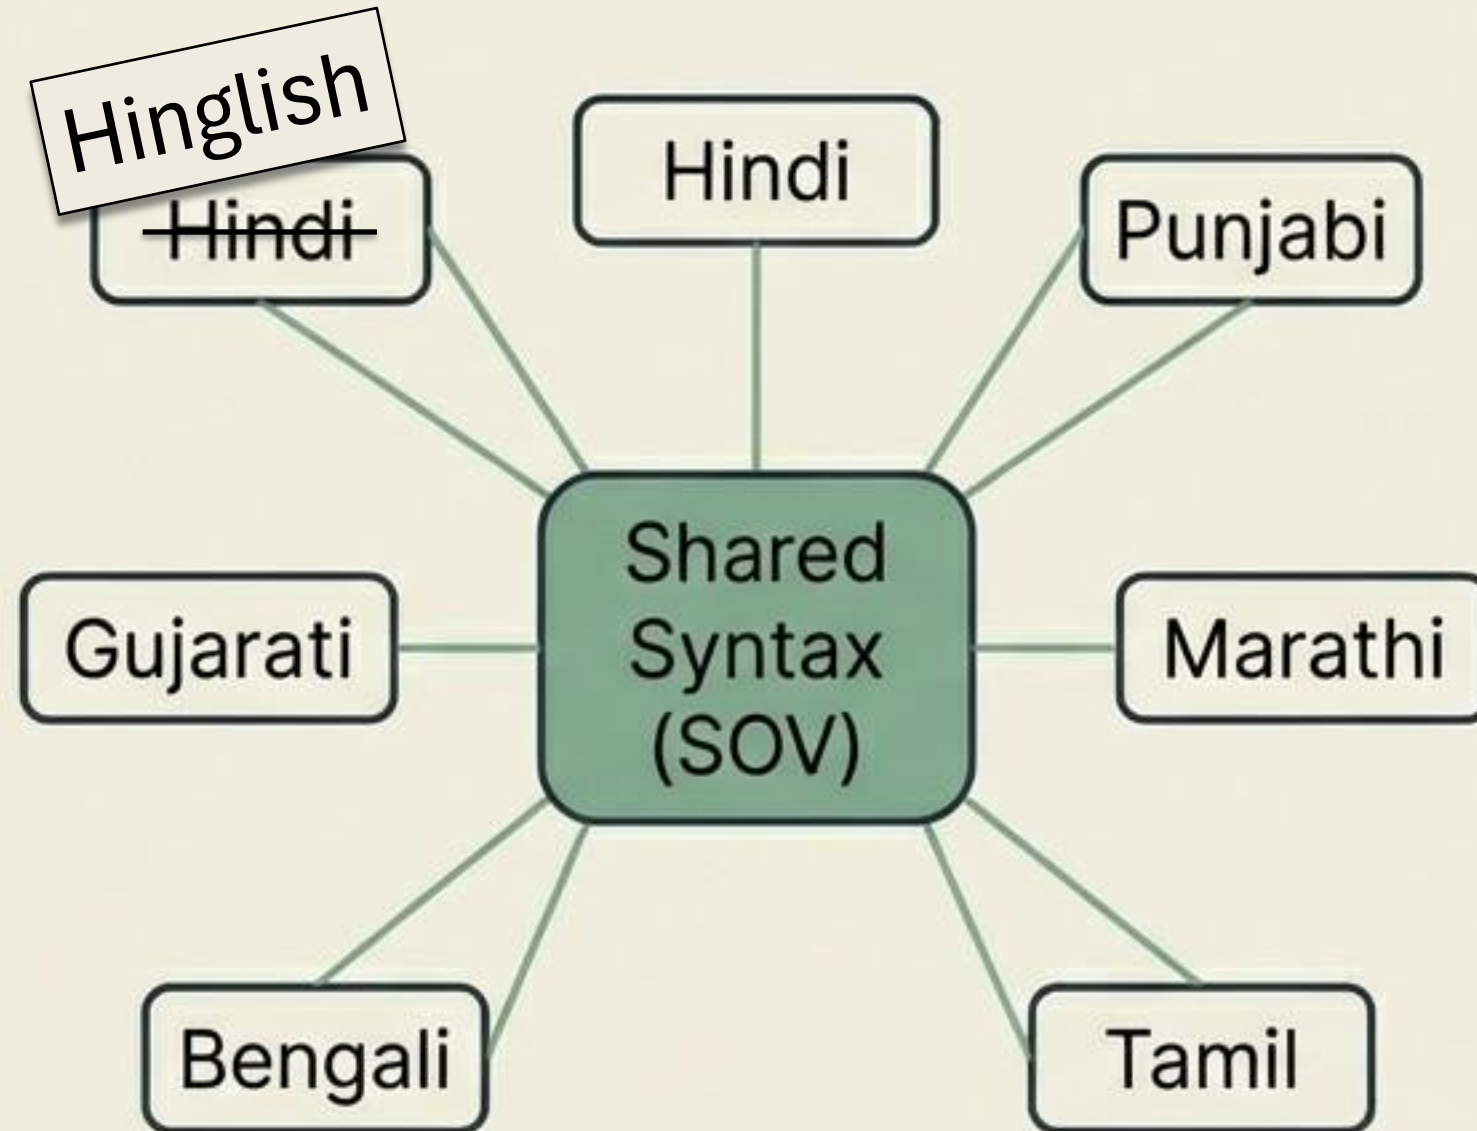 Hinglish
Hindi
Hindi
Punjabi
Gujarati
Shared
Syntax
(SOV)
Marathi
Bengali
Tamil